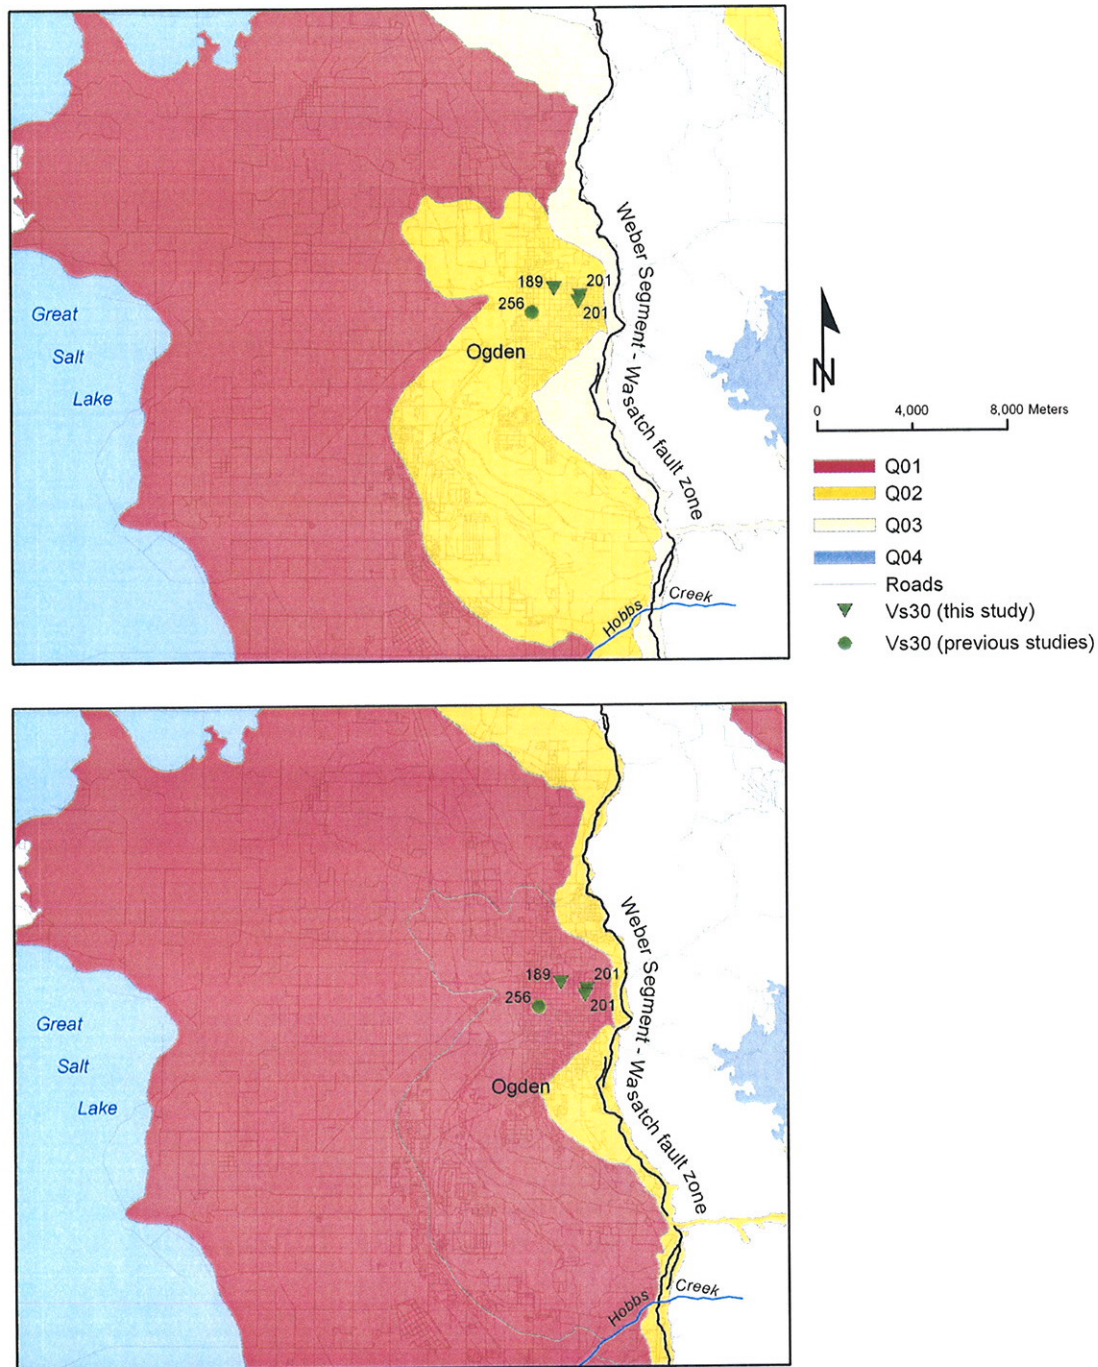 Great
Salt
Lake
189
201
256
201
Ogden
Weber Segment - Wasatch fault zone
Hobbs Creek
N
0 4,000 8,000 Meters
Q01
Q02
Q03
Q04
Roads
Vs30 (this study)
Vs30 (previous studies)
Great
Salt
Lake
189
201
256
201
Ogden
Weber Segment - Wasatch fault zone
Hobbs Creek